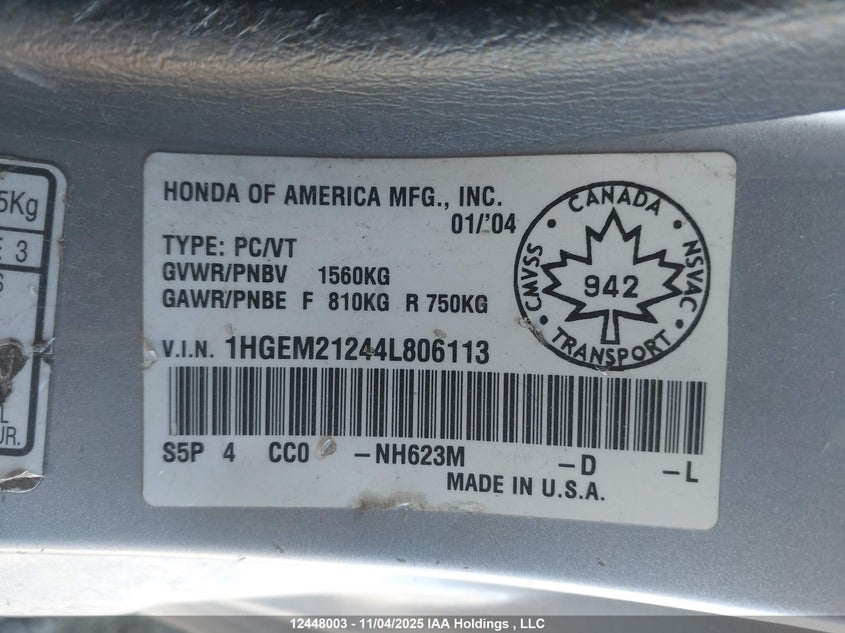 5Kg
E 3
S
L
UR.
HONDA OF AMERICA MFG., INC.
01/'04
TYPE: PC/VT
GVWR/PNBV 1560KG
GAWR/PNBE F 810KG R 750KG
V.I.N. 1HGEM21244L806113
S5P 4 CC0 -NH623M -D -L
MADE IN U.S.A.
CANADA
CMVSS
942
NSVAC
TRANSPORT
12448003 - 11/04/2025 IAA Holdings , LLC